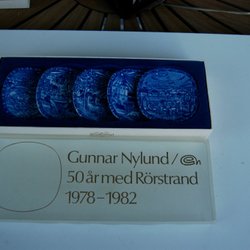 Gunnar Nylund /
50 år med Rörstrand
1978–1982